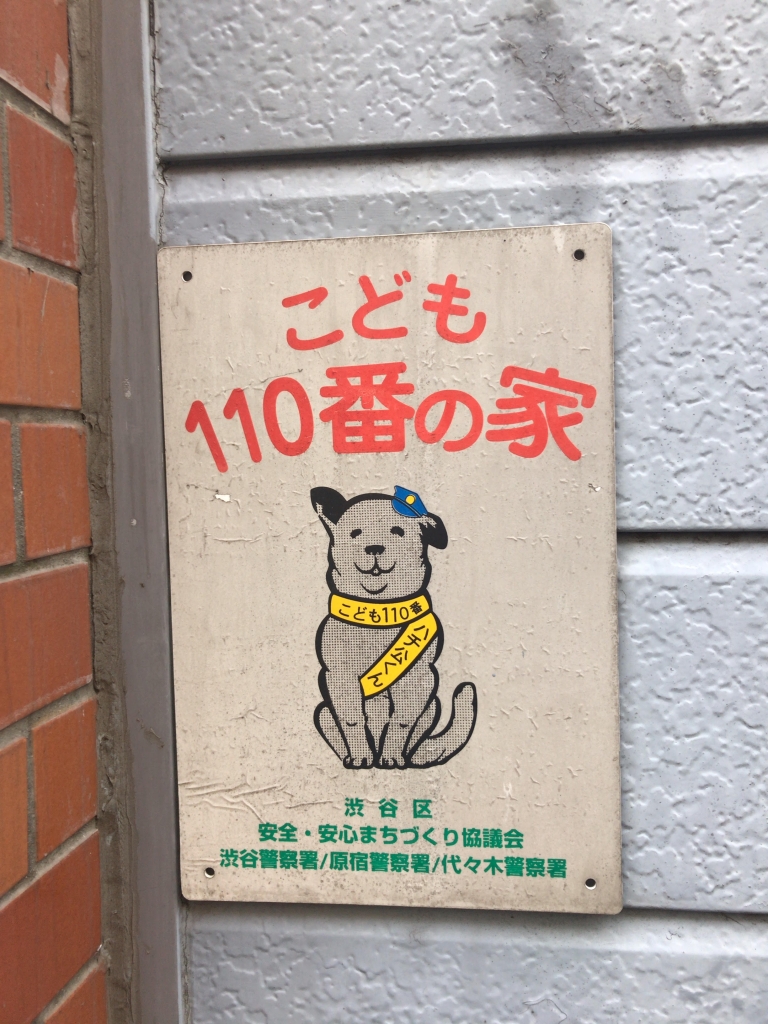 こども
110番の家
こども110番
ハチ公くん
渋谷区
安全・安心まちづくり協議会
渋谷警察署/原宿警察署/代々木警察署